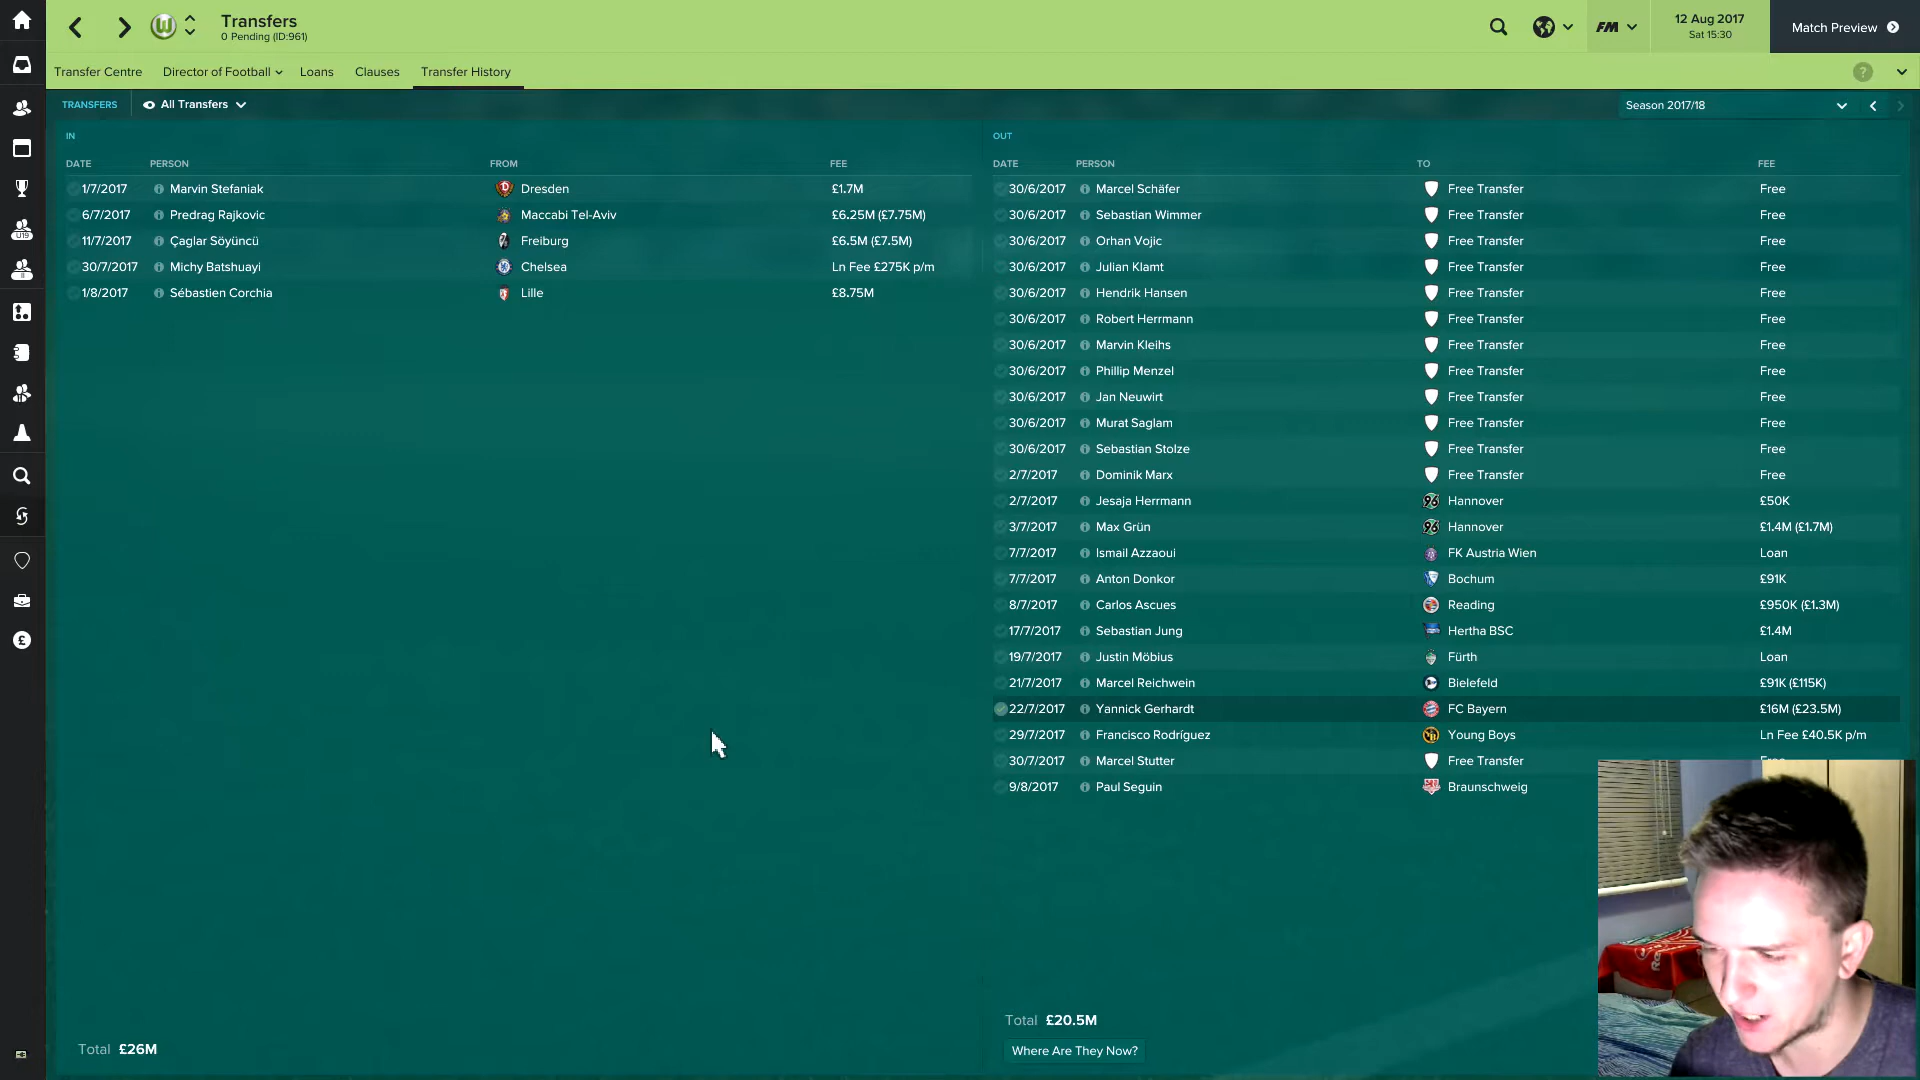 Transfers
0 Pending (ID:961)
FM
12 Aug 2017
Sat 15:30
Match Preview
Transfer Centre Director of Football Loans Clauses Transfer History
?
TRANSFERS All Transfers Season 2017/18
IN
DATE PERSON FROM FEE
1/7/2017 Marvin Stefaniak Dresden £1.7M
6/7/2017 Predrag Rajkovic Maccabi Tel-Aviv £6.25M (£7.75M)
11/7/2017 Çaglar Söyüncü Freiburg £6.5M (£7.5M)
30/7/2017 Michy Batshuayi Chelsea Ln Fee £275K p/m
1/8/2017 Sébastien Corchia Lille £8.75M
Total £26M
OUT
DATE PERSON TO FEE
30/6/2017 Marcel Schäfer Free Transfer Free
30/6/2017 Sebastian Wimmer Free Transfer Free
30/6/2017 Orhan Vojic Free Transfer Free
30/6/2017 Julian Klamt Free Transfer Free
30/6/2017 Hendrik Hansen Free Transfer Free
30/6/2017 Robert Herrmann Free Transfer Free
30/6/2017 Marvin Kleihs Free Transfer Free
30/6/2017 Phillip Menzel Free Transfer Free
30/6/2017 Jan Neuwirt Free Transfer Free
30/6/2017 Murat Saglam Free Transfer Free
30/6/2017 Sebastian Stolze Free Transfer Free
2/7/2017 Dominik Marx Free Transfer Free
2/7/2017 Jesaja Herrmann Hannover £50K
3/7/2017 Max Grün Hannover £1.4M (£1.7M)
7/7/2017 Ismail Azzaoui FK Austria Wien Loan
7/7/2017 Anton Donkor Bochum £91K
8/7/2017 Carlos Ascues Reading £950K (£1.3M)
17/7/2017 Sebastian Jung Hertha BSC £1.4M
19/7/2017 Justin Möbius Fürth Loan
21/7/2017 Marcel Reichwein Bielefeld £91K (£115K)
22/7/2017 Yannick Gerhardt FC Bayern £16M (£23.5M)
29/7/2017 Francisco Rodríguez Young Boys Ln Fee £40.5K p/m
30/7/2017 Marcel Stutter Free Transfer
9/8/2017 Paul Seguin Braunschweig
Total £20.5M
Where Are They Now?